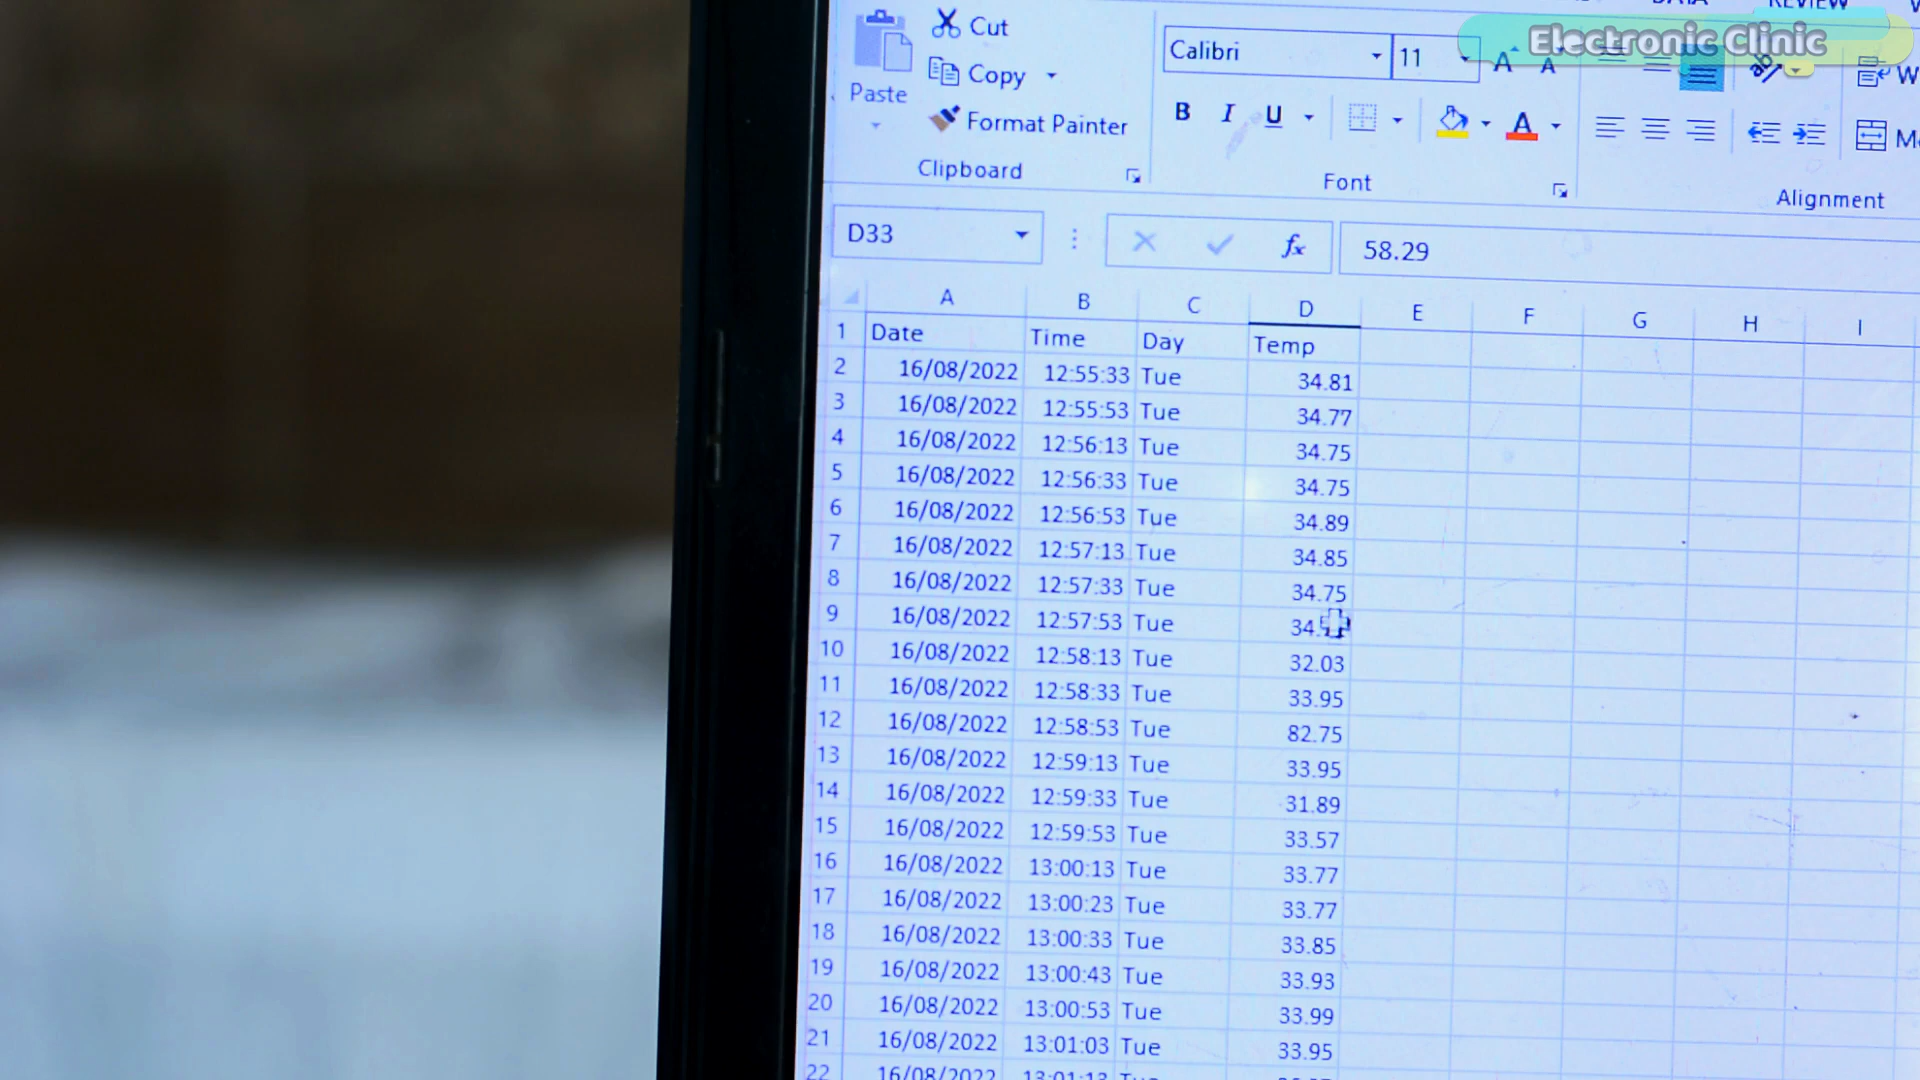 DATA REVIEW
Electronic Clinic
Cut
Calibri 11
Copy
Paste
Format Painter
B I U A
Clipboard Font Alignment
D33 fx 58.29
A B C D E F G H I
1 Date Time Day Temp
2 16/08/2022 12:55:33 Tue 34.81
3 16/08/2022 12:55:53 Tue 34.77
4 16/08/2022 12:56:13 Tue 34.75
5 16/08/2022 12:56:33 Tue 34.75
6 16/08/2022 12:56:53 Tue 34.89
7 16/08/2022 12:57:13 Tue 34.85
8 16/08/2022 12:57:33 Tue 34.75
9 16/08/2022 12:57:53 Tue
10 16/08/2022 12:58:13 Tue 32.03
11 16/08/2022 12:58:33 Tue 33.95
12 16/08/2022 12:58:53 Tue 82.75
13 16/08/2022 12:59:13 Tue 33.95
14 16/08/2022 12:59:33 Tue 31.89
15 16/08/2022 12:59:53 Tue 33.57
16 16/08/2022 13:00:13 Tue 33.77
17 16/08/2022 13:00:23 Tue 33.77
18 16/08/2022 13:00:33 Tue 33.85
19 16/08/2022 13:00:43 Tue 33.93
20 16/08/2022 13:00:53 Tue 33.99
21 16/08/2022 13:01:03 Tue 33.95
22 16/08/2022 13:01:13 Tue